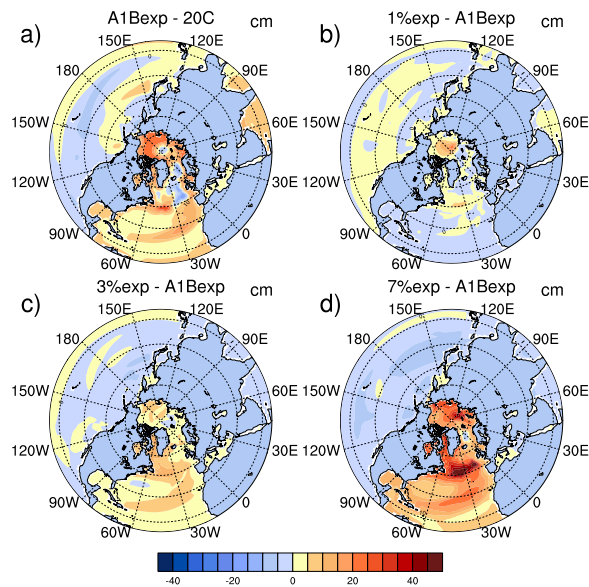 A1Bexp - 20C cm
1%exp - A1Bexp cm
a)
b)
150E 120E
150E 120E
180 90E
180 90E
150W 60E
150W 60E
120W 30E
120W 30E
90W 0
90W 0
60W 30W
60W 30W
3%exp - A1Bexp cm
7%exp - A1Bexp cm
c)
d)
150E 120E
150E 120E
180 90E
180 90E
150W 60E
150W 60E
120W 30E
120W 30E
90W 0
90W 0
60W 30W
60W 30W
-40 -20 0 20 40